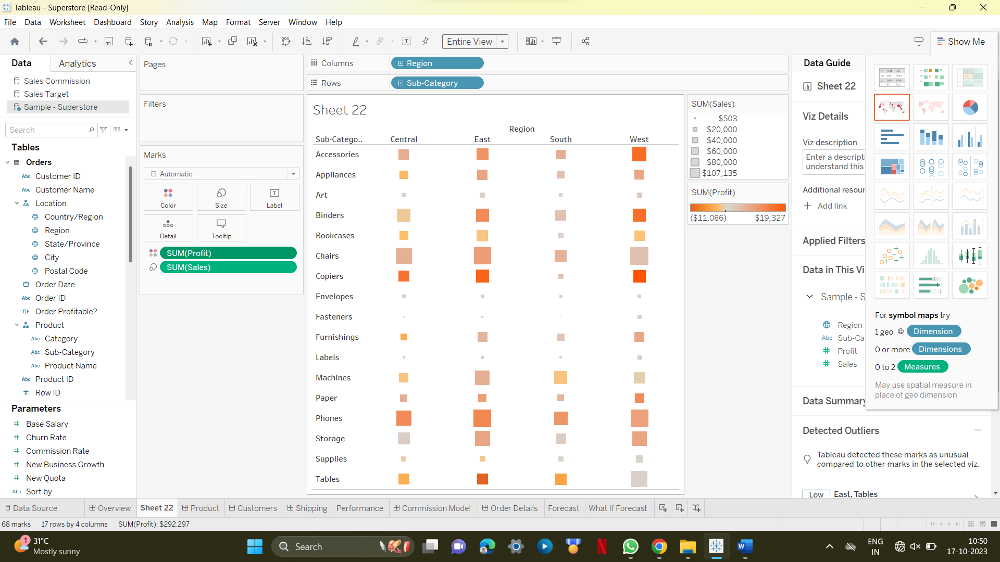 Tableau - Superstore [Read-Only]
File Data Worksheet Dashboard Story Analysis Map Format Server Window Help
Entire View
Show Me
Data Analytics
Sales Commission
Sales Target
Sample - Superstore
Search
Tables
Orders
Abc Customer ID
Abc Customer Name
Location
Country/Region
Region
State/Province
City
Postal Code
Order Date
Abc Order ID
=T|F Order Profitable?
Product
Abc Category
Abc Sub-Category
Abc Product Name
Abc Product ID
# Row ID
Parameters
# Base Salary
# Churn Rate
# Commission Rate
# New Business Growth
# New Quota
Abc Sort by
Pages
Filters
Marks
Automatic
Color Size Label
Detail Tooltip
SUM(Profit)
SUM(Sales)
Columns Region
Rows Sub-Category
Sheet 22
Region
Sub-Catego.. Central East South West
Accessories
Appliances
Art
Binders
Bookcases
Chairs
Copiers
Envelopes
Fasteners
Furnishings
Labels
Machines
Paper
Phones
Storage
Supplies
Tables
SUM(Sales)
$503
$20,000
$40,000
$60,000
$80,000
$107,135
SUM(Profit)
($11,086) $19,327
Data Guide
Sheet 22
Viz Details
Viz description
Enter a descripti
understand this
Additional resour
Add link
Applied Filters
Data in This Vi
Sample - S
Region
Abc Sub-Ca
# Profit
# Sales
Data Summary
Detected Outliers
Tableau detected these marks as unusual
compared to other marks in the selected viz.
Low East, Tables
For symbol maps try
1 geo Dimension
0 or more Dimensions
0 to 2 Measures
May use spatial measure in
place of geo dimension
Data Source Overview Sheet 22 Product Customers Shipping Performance Commission Model Order Details Forecast What If Forecast
68 marks 17 rows by 4 columns SUM(Profit): $292,297
1
31°C
Mostly sunny
Search
ENG
IN
10:50
17-10-2023